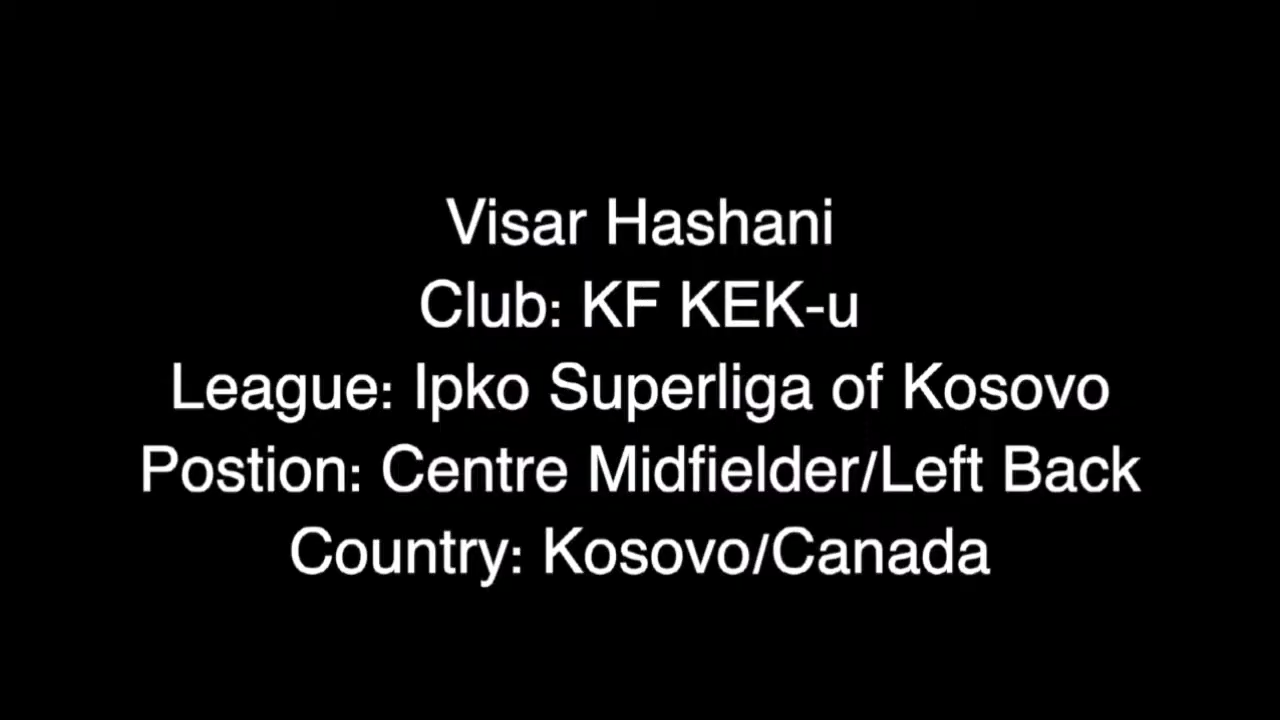 Visar Hashani
Club: KF KEK-u
League: Ipko Superliga of Kosovo
Postion: Centre Midfielder/Left Back
Country: Kosovo/Canada